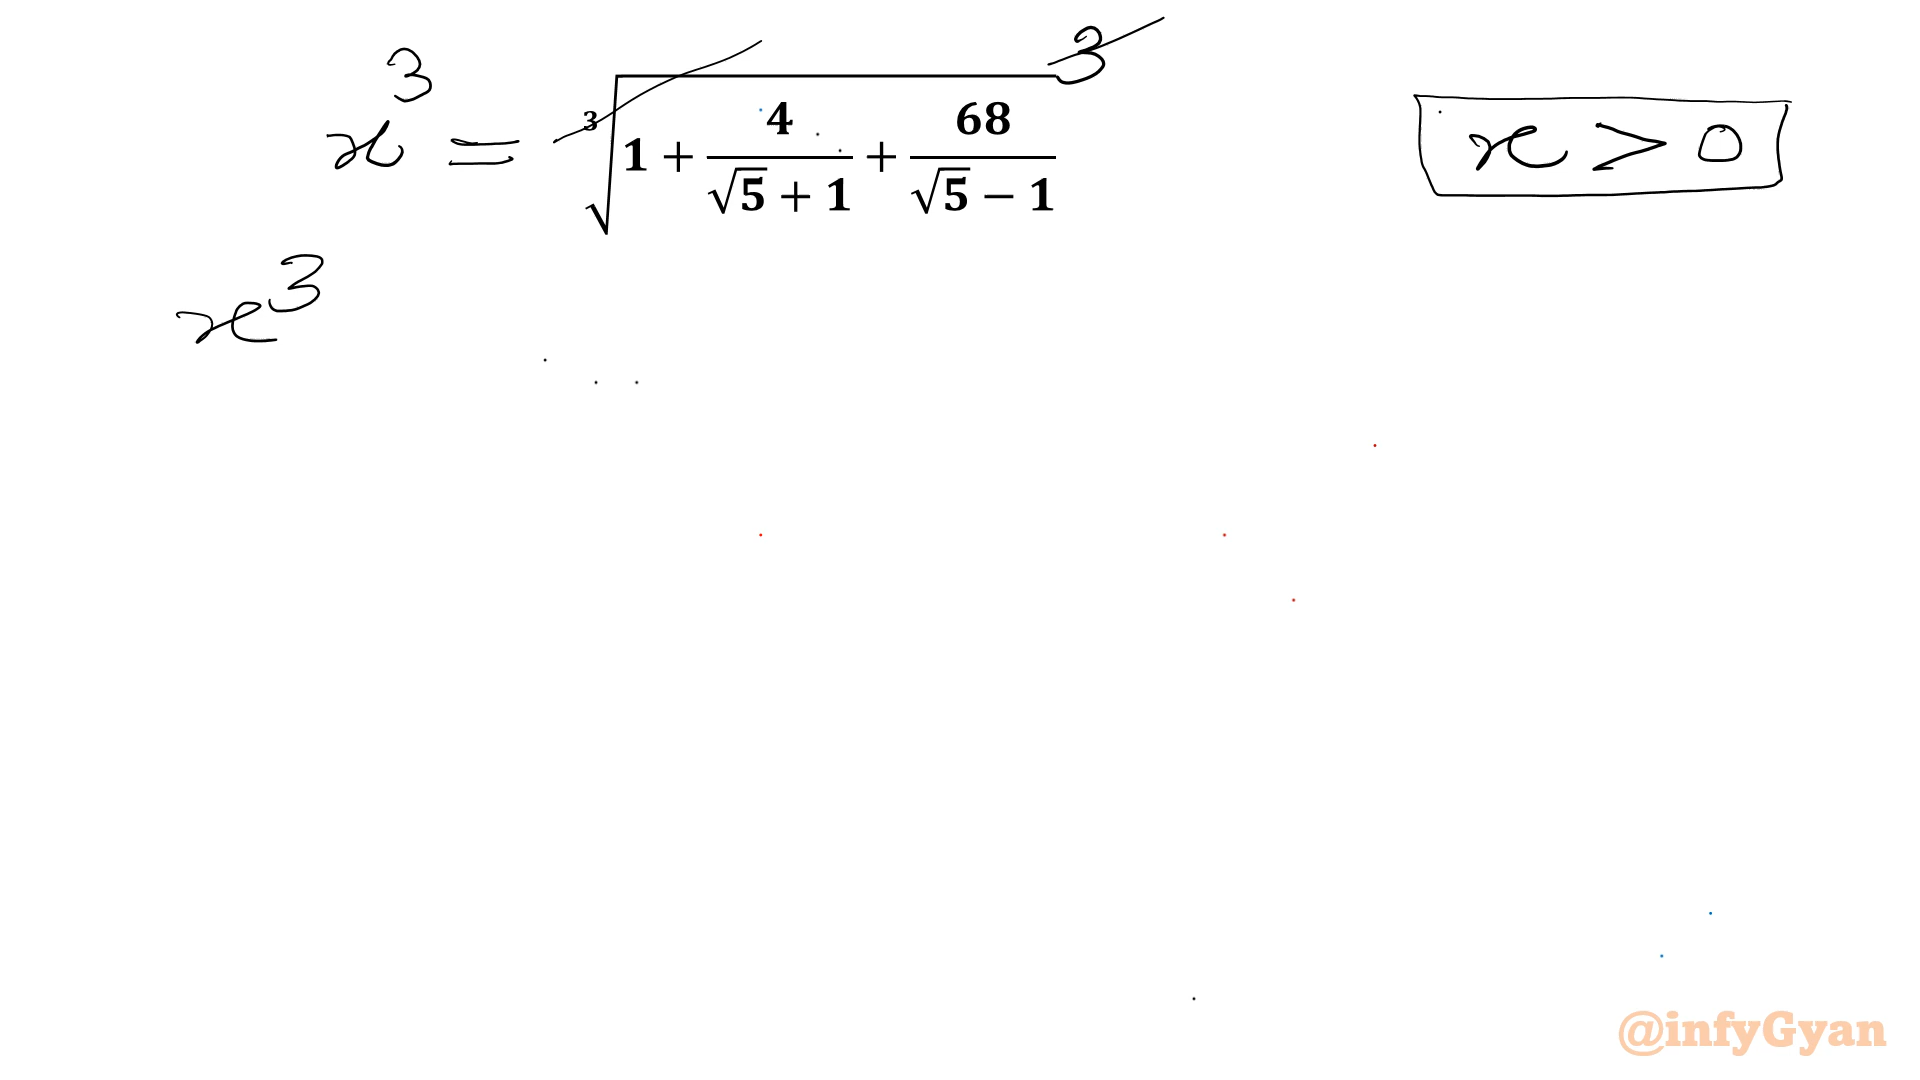 x³ = ∛(1 + 4/(√5 + 1) + 68/(√5 − 1))³
x > 0
x³
@infyGyan